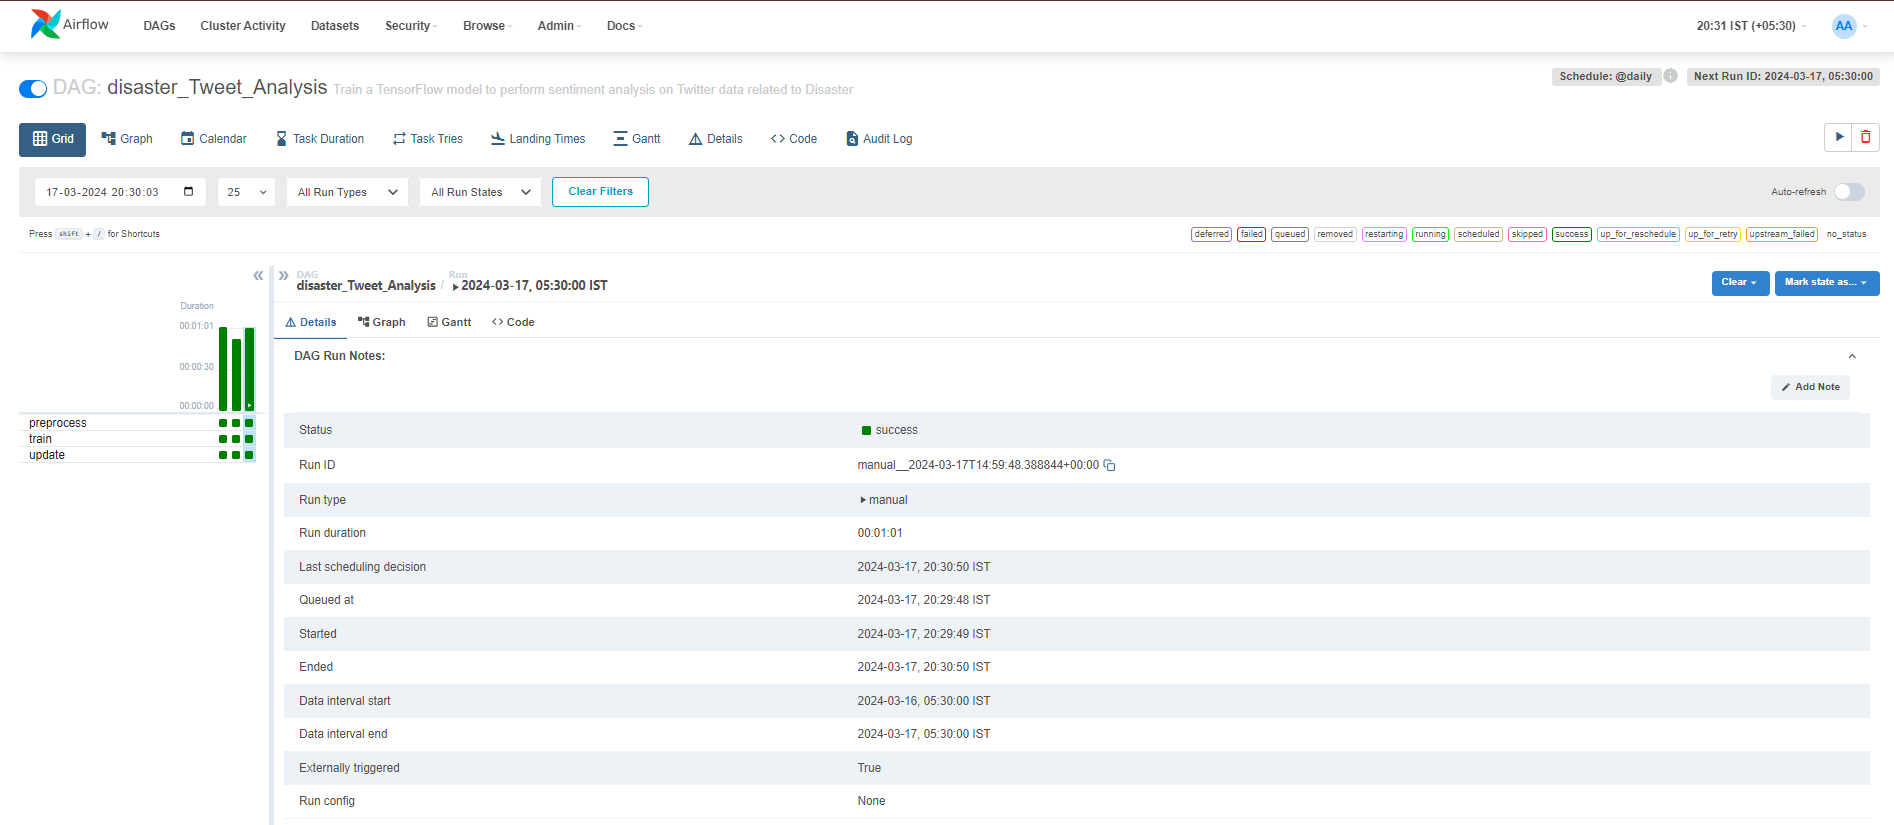 Airflow DAGs Cluster Activity Datasets Security Browse Admin Docs 20:31 IST (+05:30) AA
DAG: disaster_Tweet_Analysis Train a TensorFlow model to perform sentiment analysis on Twitter data related to Disaster Schedule: @daily i Next Run ID: 2024-03-17, 05:30:00
Grid Graph Calendar Task Duration Task Tries Landing Times Gantt Details Code Audit Log
17-03-2024 20:30:03 25 All Run Types All Run States Clear Filters Auto-refresh
Press shift + / for Shortcuts deferred failed queued removed restarting running scheduled skipped success up_for_reschedule up_for_retry upstream_failed no_status
DAG Run
disaster_Tweet_Analysis / 2024-03-17, 05:30:00 IST Clear Mark state as...
Duration
00:01:01
00:00:30
00:00:00
preprocess
train
update
Details Graph Gantt Code
DAG Run Notes:
Add Note
Status success
Run ID manual__2024-03-17T14:59:48.388844+00:00
Run type manual
Run duration 00:01:01
Last scheduling decision 2024-03-17, 20:30:50 IST
Queued at 2024-03-17, 20:29:48 IST
Started 2024-03-17, 20:29:49 IST
Ended 2024-03-17, 20:30:50 IST
Data interval start 2024-03-16, 05:30:00 IST
Data interval end 2024-03-17, 05:30:00 IST
Externally triggered True
Run config None